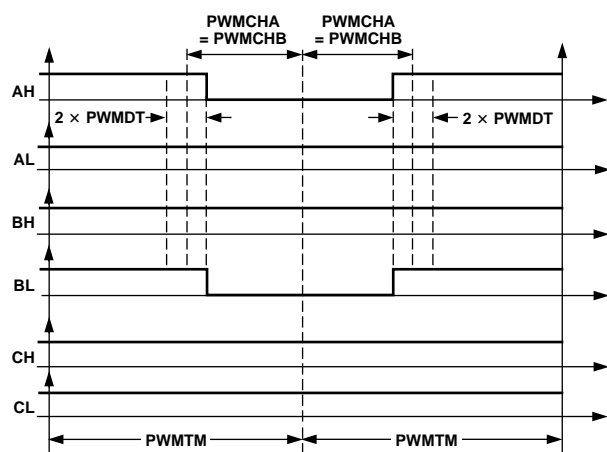 PWMCHA
= PWMCHB
PWMCHA
= PWMCHB
AH
2 × PWMDT
2 × PWMDT
AL
BH
BL
CH
CL
PWMTM
PWMTM